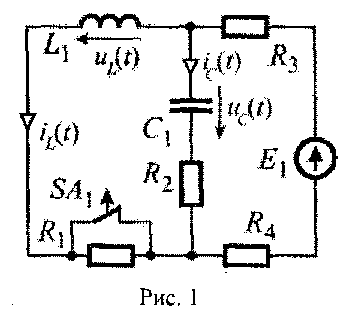 L1
uL(t)
iC(t)
R3
iL(t)
C1
uC(t)
E1
SA1
R2
R1
R4
Рис. 1